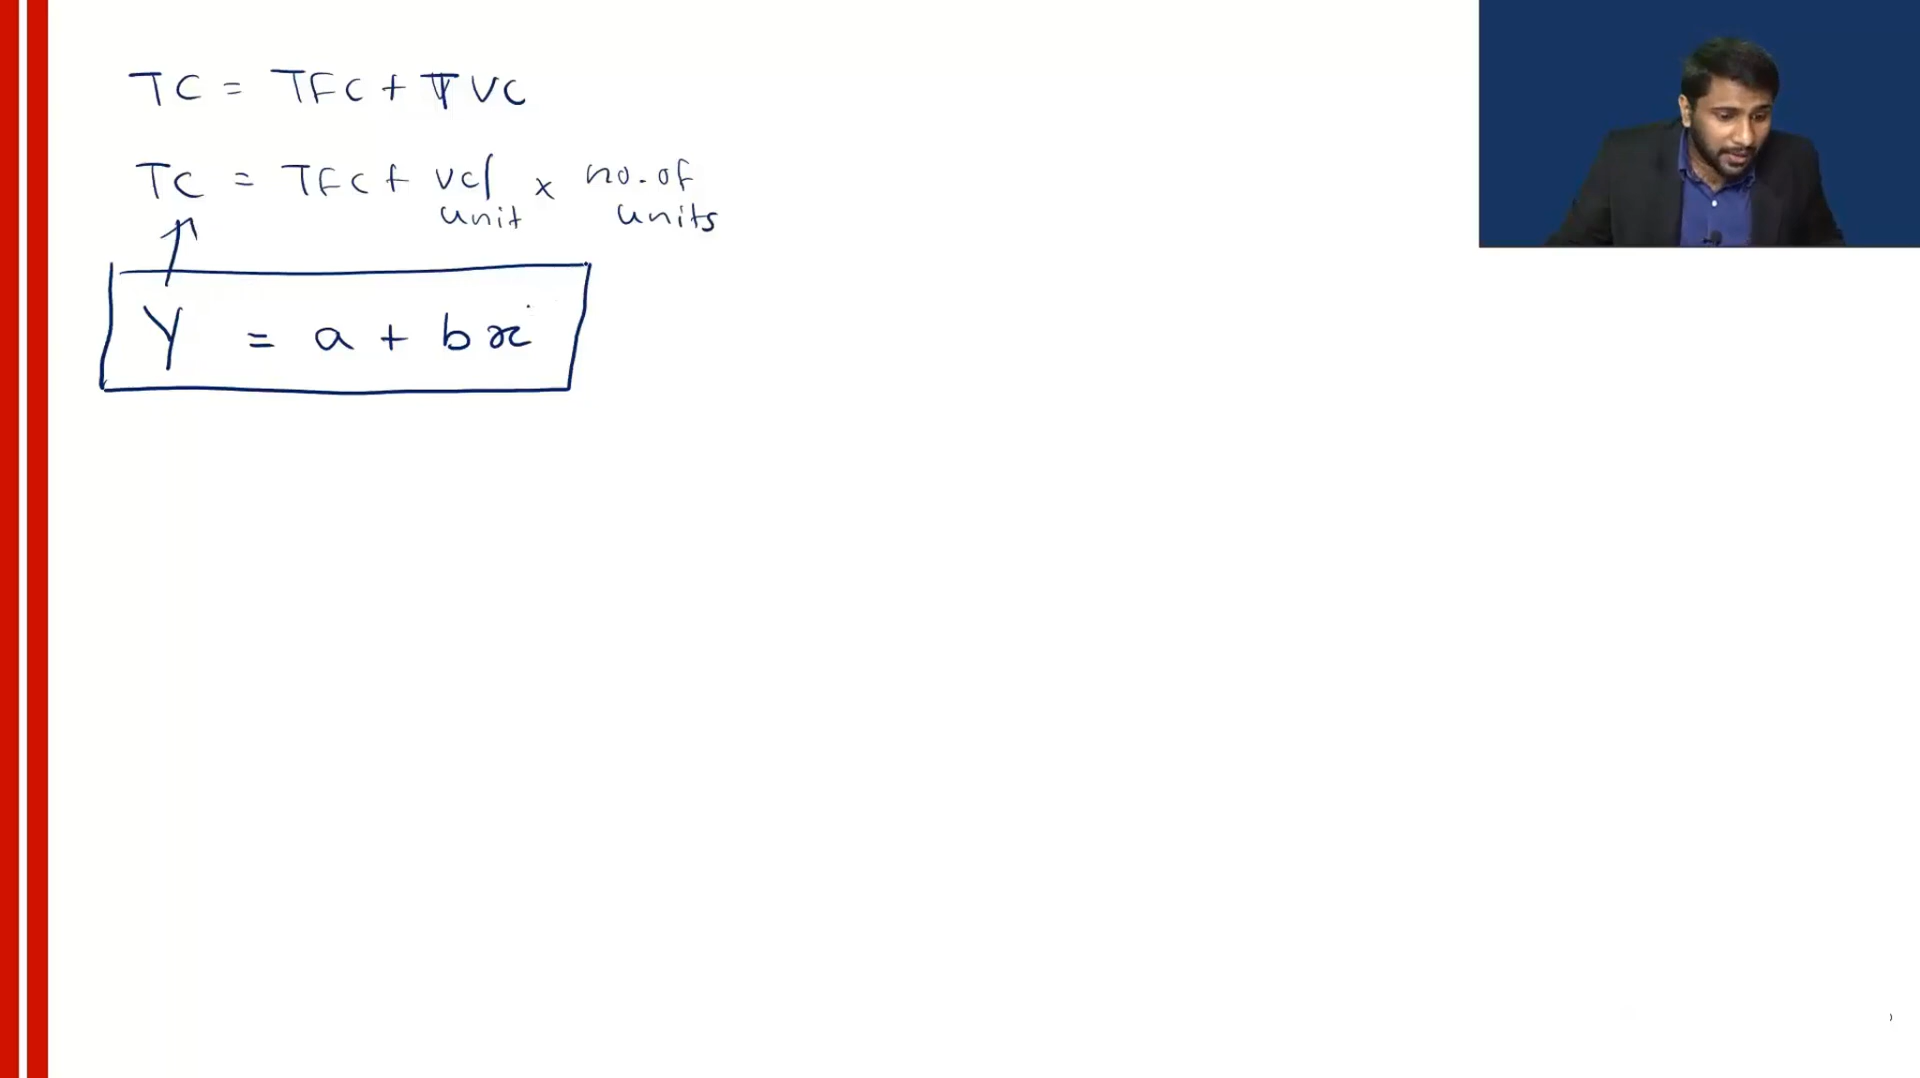 TC = TFC + TVC
TC = TFC + VC/ unit × no. of units
Y = a + bx